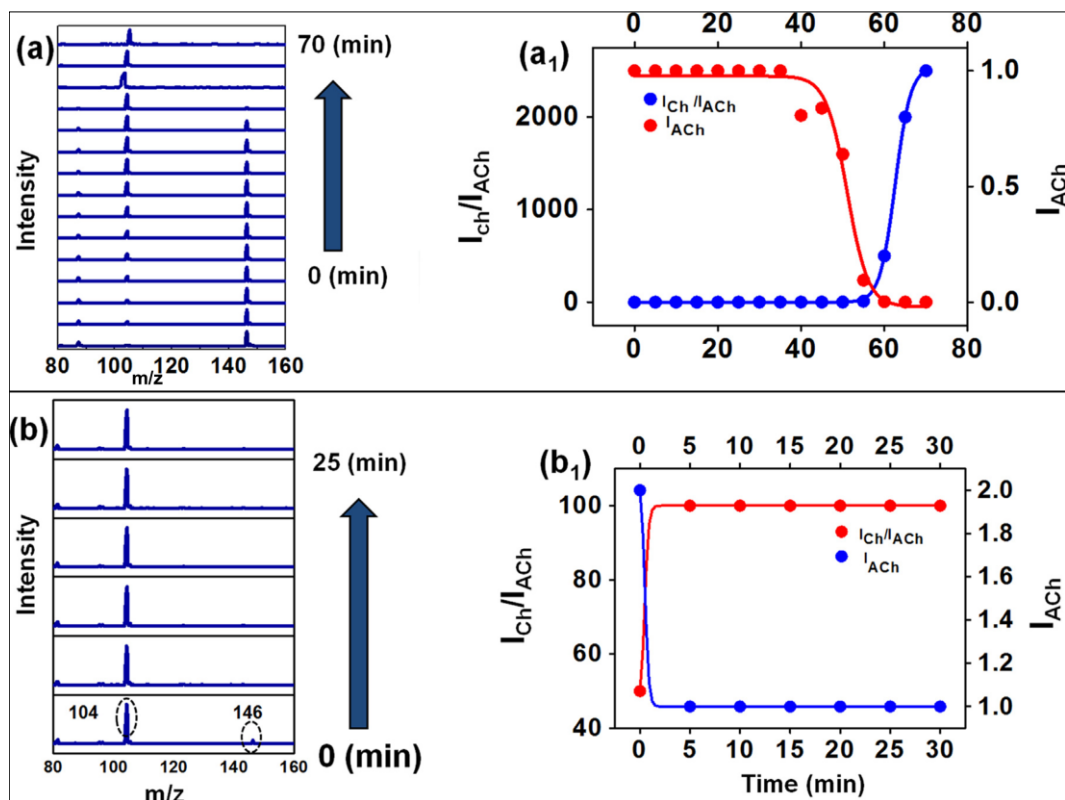 (a)
70 (min)
0 (min)
Intensity
80 100 120 140 160
m/z
(a1)
0 20 40 60 80
2000
1000
0
ICh/IACh
IACh
Ich/IACh
1.0
0.5
0.0
IACh
0 20 40 60 80
(b)
25 (min)
0 (min)
Intensity
104
146
80 100 120 140 160
m/z
(b1)
0 5 10 15 20 25 30
100
80
60
40
ICh/IACh
IACh
ICh/IACh
2.0
1.8
1.6
1.4
1.2
1.0
IACh
0 5 10 15 20 25 30
Time (min)